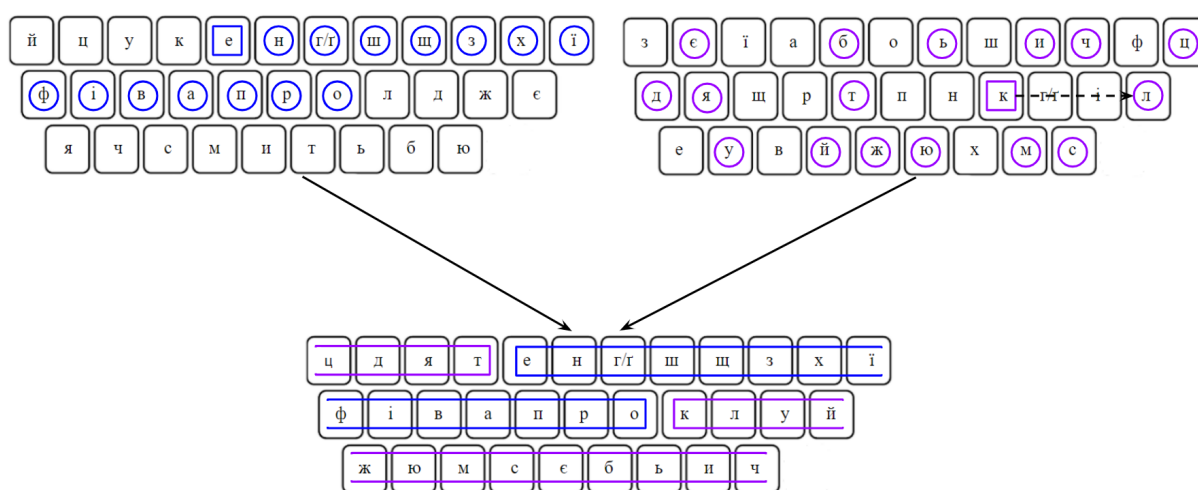 й ц у к е н г/ґ ш щ з х ї
ф і в а п р о л д ж є
я ч с м и т ь б ю
з є ї а б о ь ш и ч ф ц
д я щ р т п н к г/ґ і л
е у в й ж ю х м с
ц д я т е н г/ґ ш щ з х ї
ф і в а п р о к л у й
ж ю м с є б ь и ч